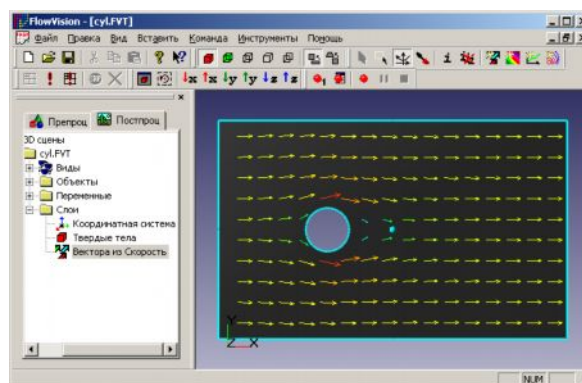 FlowVision - [cyl.FVT]
Файл Правка Вид Вставить Команда Инструменты Помощь
x x y y z z
Препроц Постпроц
3D сцены
cyl.FVT
Виды
Объекты
Переменные
Слои
Координатная система
Твердые тела
Вектора из Скорость
Y
Z X
NUM